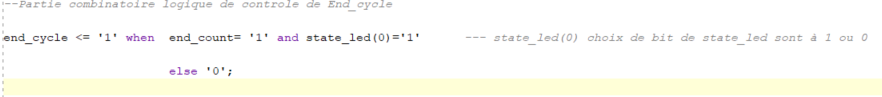 --Partie combinatoire logique de controle de End_cycle
end_cycle <= '1' when  end_count= '1' and state_led(0)='1'      --- state_led(0) choix de bit de state_led sont à 1 ou 0
else '0';